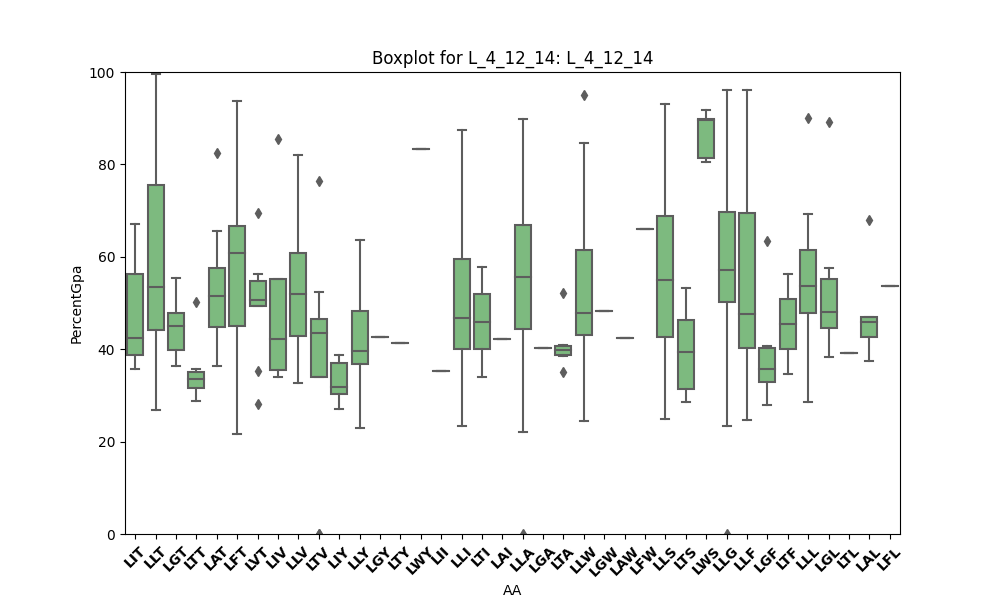 Boxplot for L_4_12_14: L_4_12_14
100
80
60
40
20
0
PercentGpa
LIT LLT LGT LTT LAT LFT LVT LIV LLV LTV LIY LLY LGY LTY LWY LII LLI LTI LAI LLA LGA LTA LLW LGW LAW LFW LLS LTS LWS LLG LLF LGF LTF LLL LGL LTL LAL LFL
AA